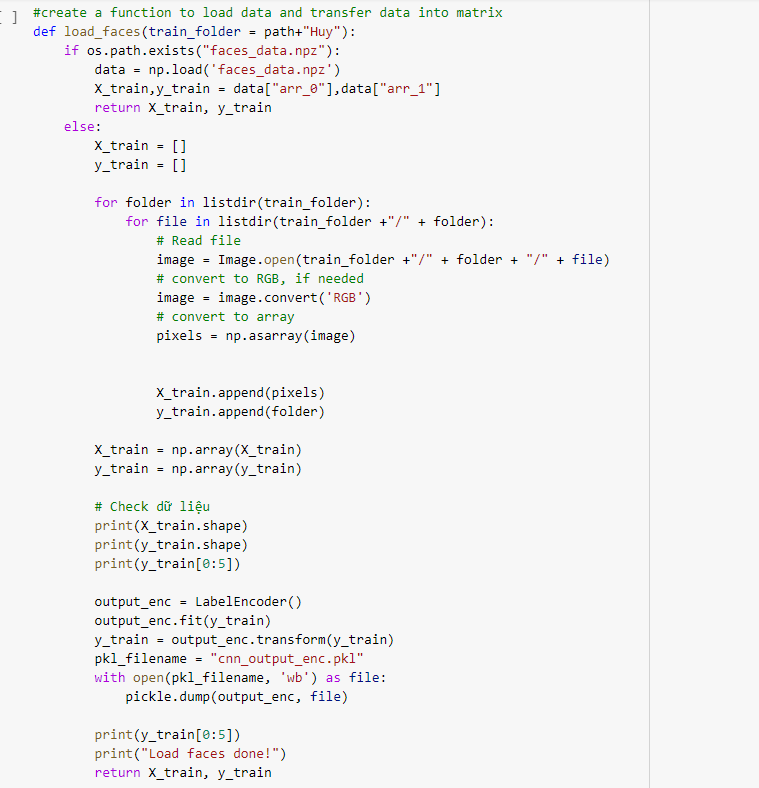 [ ] #create a function to load data and transfer data into matrix
def load_faces(train_folder = path+"Huy"):
    if os.path.exists("faces_data.npz"):
        data = np.load('faces_data.npz')
        X_train,y_train = data["arr_0"],data["arr_1"]
        return X_train, y_train
    else:
        X_train = []
        y_train = []
        for folder in listdir(train_folder):
            for file in listdir(train_folder +"/" + folder):
                # Read file
                image = Image.open(train_folder +"/" + folder + "/" + file)
                # convert to RGB, if needed
                image = image.convert('RGB')
                # convert to array
                pixels = np.asarray(image)
                X_train.append(pixels)
                y_train.append(folder)
        X_train = np.array(X_train)
        y_train = np.array(y_train)
        # Check dữ liệu
        print(X_train.shape)
        print(y_train.shape)
        print(y_train[0:5])
        output_enc = LabelEncoder()
        output_enc.fit(y_train)
        y_train = output_enc.transform(y_train)
        pkl_filename = "cnn_output_enc.pkl"
        with open(pkl_filename, 'wb') as file:
            pickle.dump(output_enc, file)
        print(y_train[0:5])
        print("Load faces done!")
        return X_train, y_train